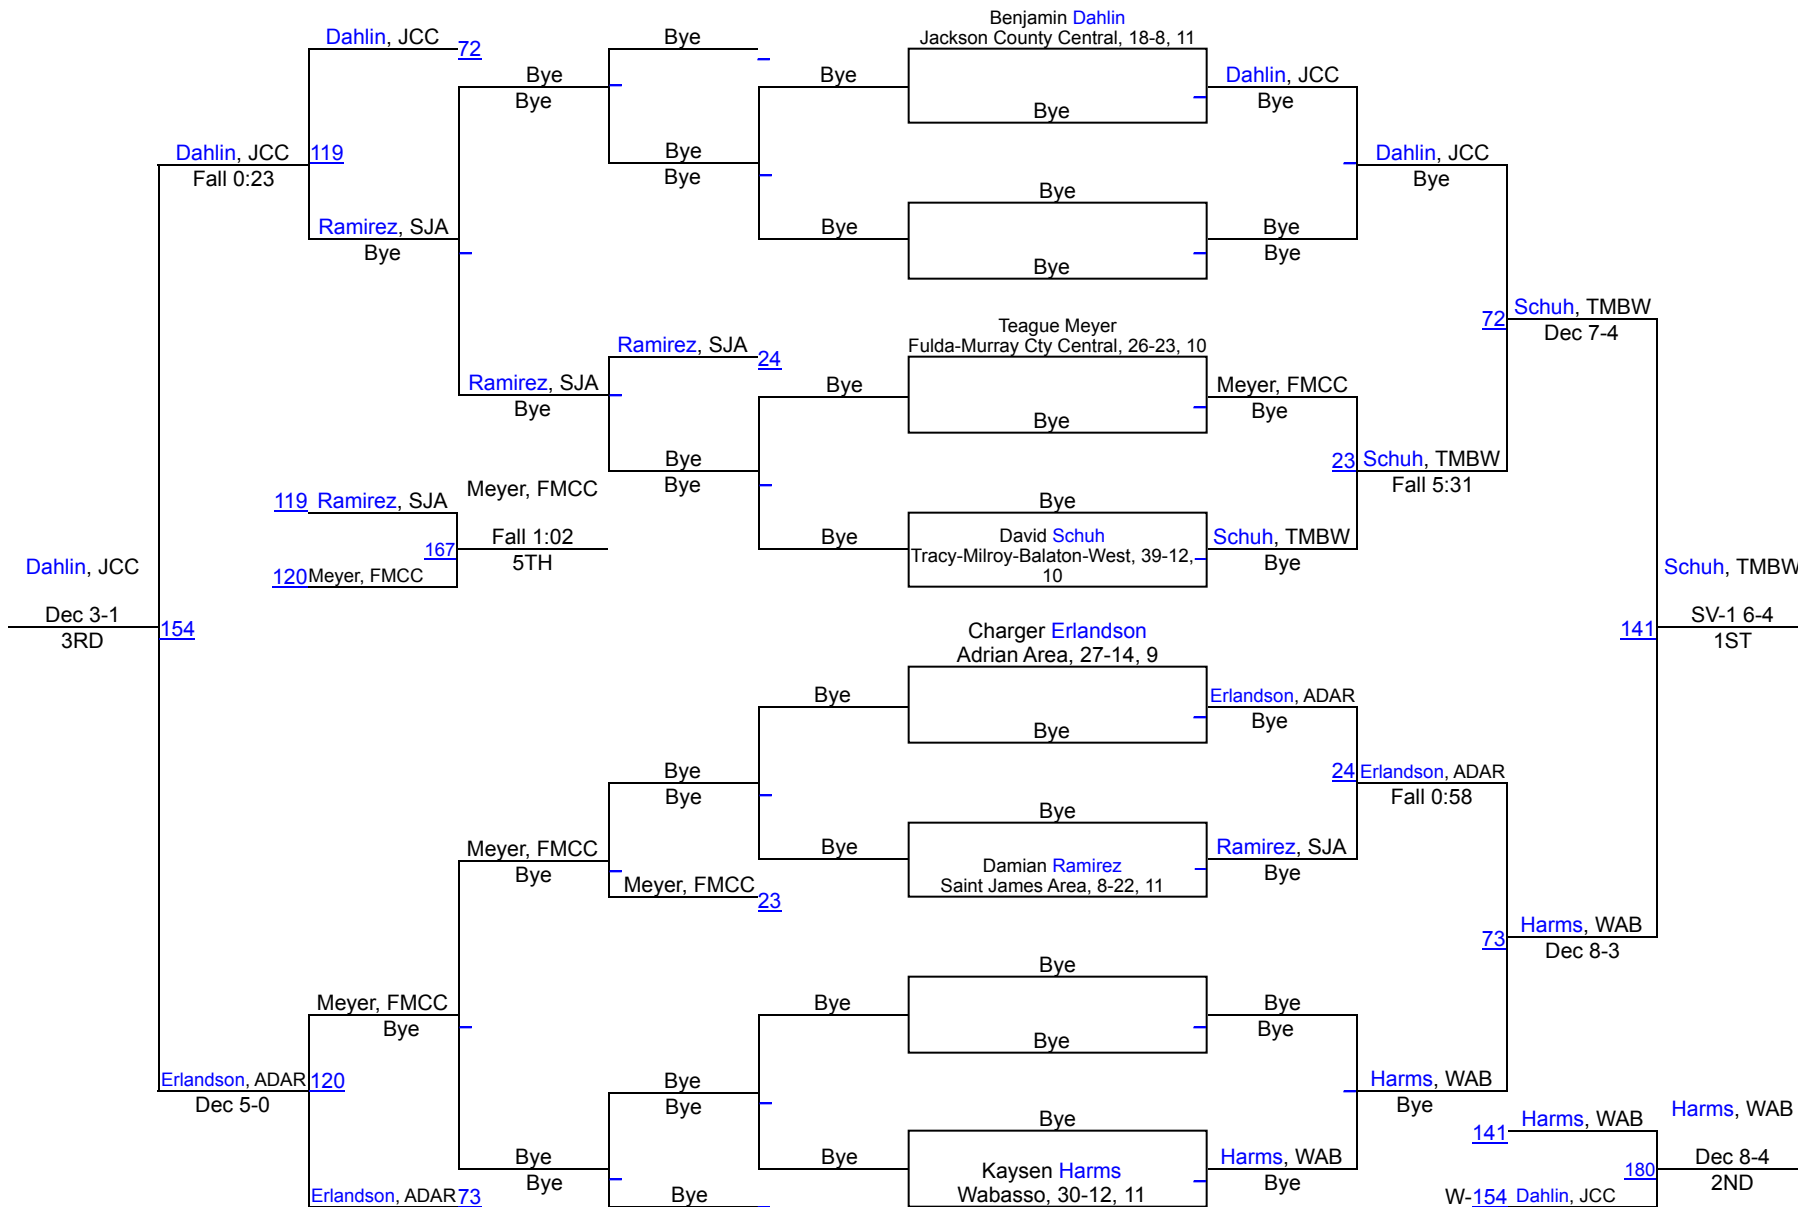 Benjamin Dahlin
Jackson County Central, 18-8, 11
Dahlin, JCC
72
Bye
Bye
Bye
Bye
Bye
Dahlin, JCC
Bye
Bye
Dahlin, JCC
Fall 0:23
119
Bye
Bye
Dahlin, JCC
Bye
Bye
Ramirez, SJA
Bye
Bye
Bye
Bye
Bye
Schuh, TMBW
72
Dec 7-4
Teague Meyer
Fulda-Murray Cty Central, 26-23, 10
Ramirez, SJA
24
Ramirez, SJA
Bye
Bye
Meyer, FMCC
Bye
Bye
Bye
Bye
23
Schuh, TMBW
Fall 5:31
Meyer, FMCC
119
Ramirez, SJA
Bye
Fall 1:02
167
5TH
120
Meyer, FMCC
Bye
David Schuh
Tracy-Milroy-Balaton-West, 39-12,
10
Schuh, TMBW
Bye
Dahlin, JCC
Dec 3-1
3RD
154
Schuh, TMBW
141
SV-1 6-4
1ST
Charger Erlandson
Adrian Area, 27-14, 9
Bye
Erlandson, ADAR
Bye
Bye
Bye
Bye
24
Erlandson, ADAR
Fall 0:58
Bye
Meyer, FMCC
Bye
Bye
Damian Ramirez
Saint James Area, 8-22, 11
Ramirez, SJA
Bye
Meyer, FMCC
23
73
Harms, WAB
Dec 8-3
Bye
Meyer, FMCC
Bye
Bye
Bye
Bye
Bye
Erlandson, ADAR
120
Dec 5-0
Bye
Bye
Harms, WAB
Bye
Bye
Harms, WAB
Harms, WAB
141
Bye
Bye
Bye
Kaysen Harms
Wabasso, 30-12, 11
Harms, WAB
Bye
Dec 8-4
180
2ND
Erlandson, ADAR
73
Bye
W-154
Dahlin, JCC